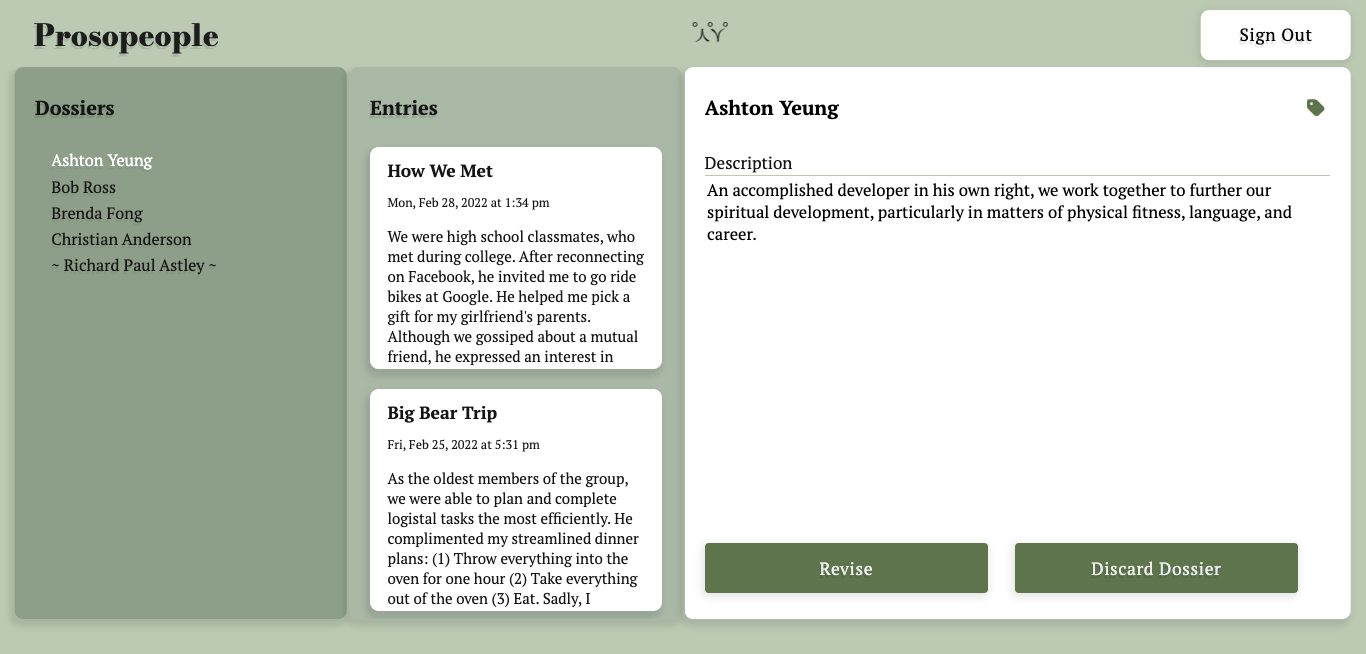 Prosopeople
Sign Out
Dossiers
Ashton Yeung
Bob Ross
Brenda Fong
Christian Anderson
~ Richard Paul Astley ~
Entries
How We Met
Mon, Feb 28, 2022 at 1:34 pm
We were high school classmates, who
met during college. After reconnecting
on Facebook, he invited me to go ride
bikes at Google. He helped me pick a
gift for my girlfriend's parents.
Although we gossiped about a mutual
friend, he expressed an interest in
Big Bear Trip
Fri, Feb 25, 2022 at 5:31 pm
As the oldest members of the group,
we were able to plan and complete
logistal tasks the most efficiently. He
complimented my streamlined dinner
plans: (1) Throw everything into the
oven for one hour (2) Take everything
out of the oven (3) Eat. Sadly, I
Ashton Yeung
Description
An accomplished developer in his own right, we work together to further our
spiritual development, particularly in matters of physical fitness, language, and
career.
Revise
Discard Dossier